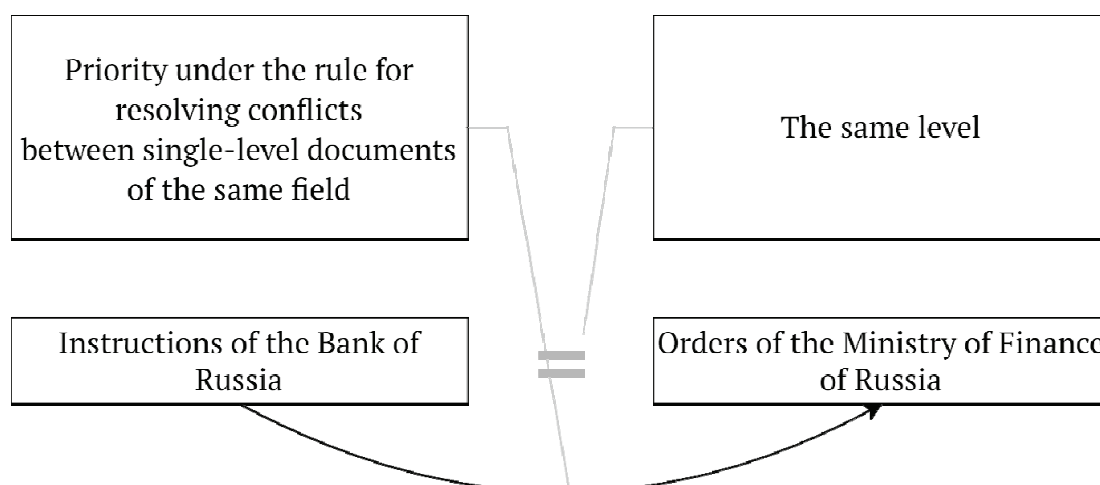 Priority under the rule for
resolving conflicts
between single-level documents
of the same field
The same level
Instructions of the Bank of
Russia
=
Orders of the Ministry of Finance
of Russia